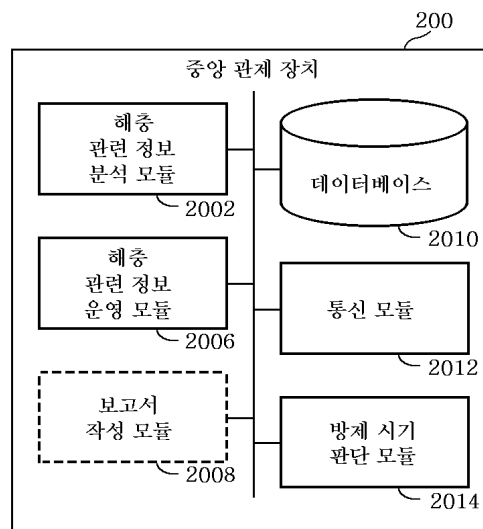 200
중앙 관제 장치
해충
관련 정보
분석 모듈
2002
데이터베이스
2010
해충
관련 정보
운영 모듈
2006
통신 모듈
2012
보고서
작성 모듈
2008
방제 시기
판단 모듈
2014